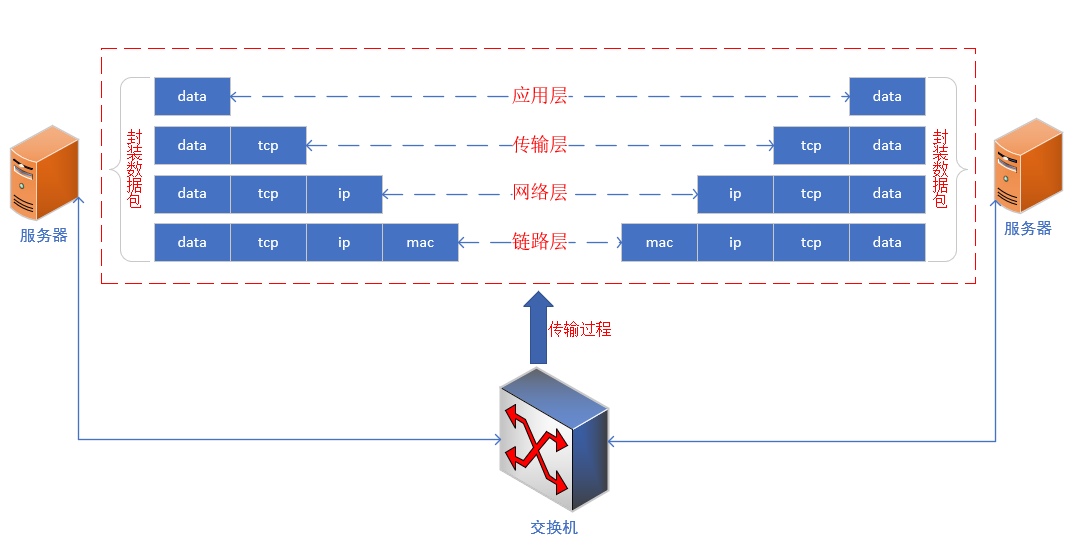 data 应用层 data
data tcp 传输层 tcp data
data tcp ip 网络层 ip tcp data
data tcp ip mac 链路层 mac ip tcp data
封装数据包
封装数据包
服务器
服务器
传输过程
交换机